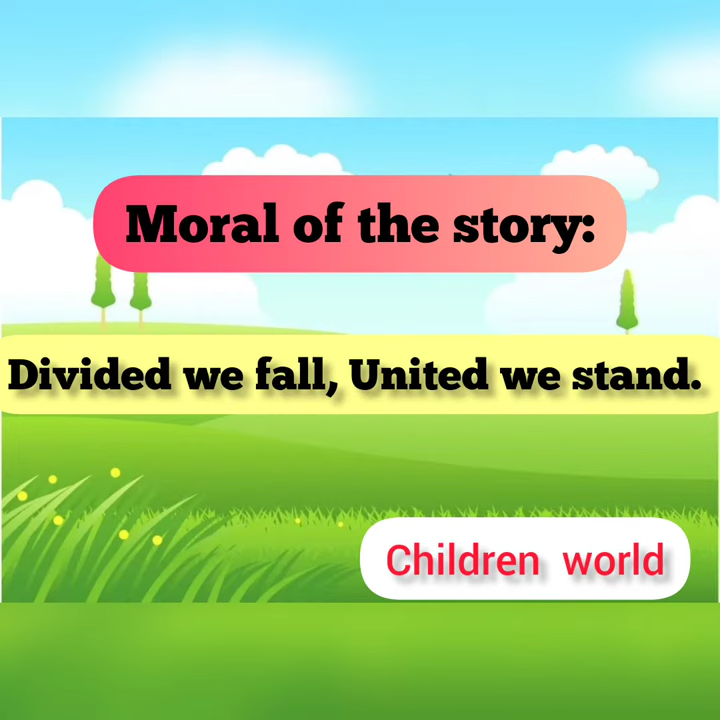 Moral of the story:
Divided we fall, United we stand.
Children world